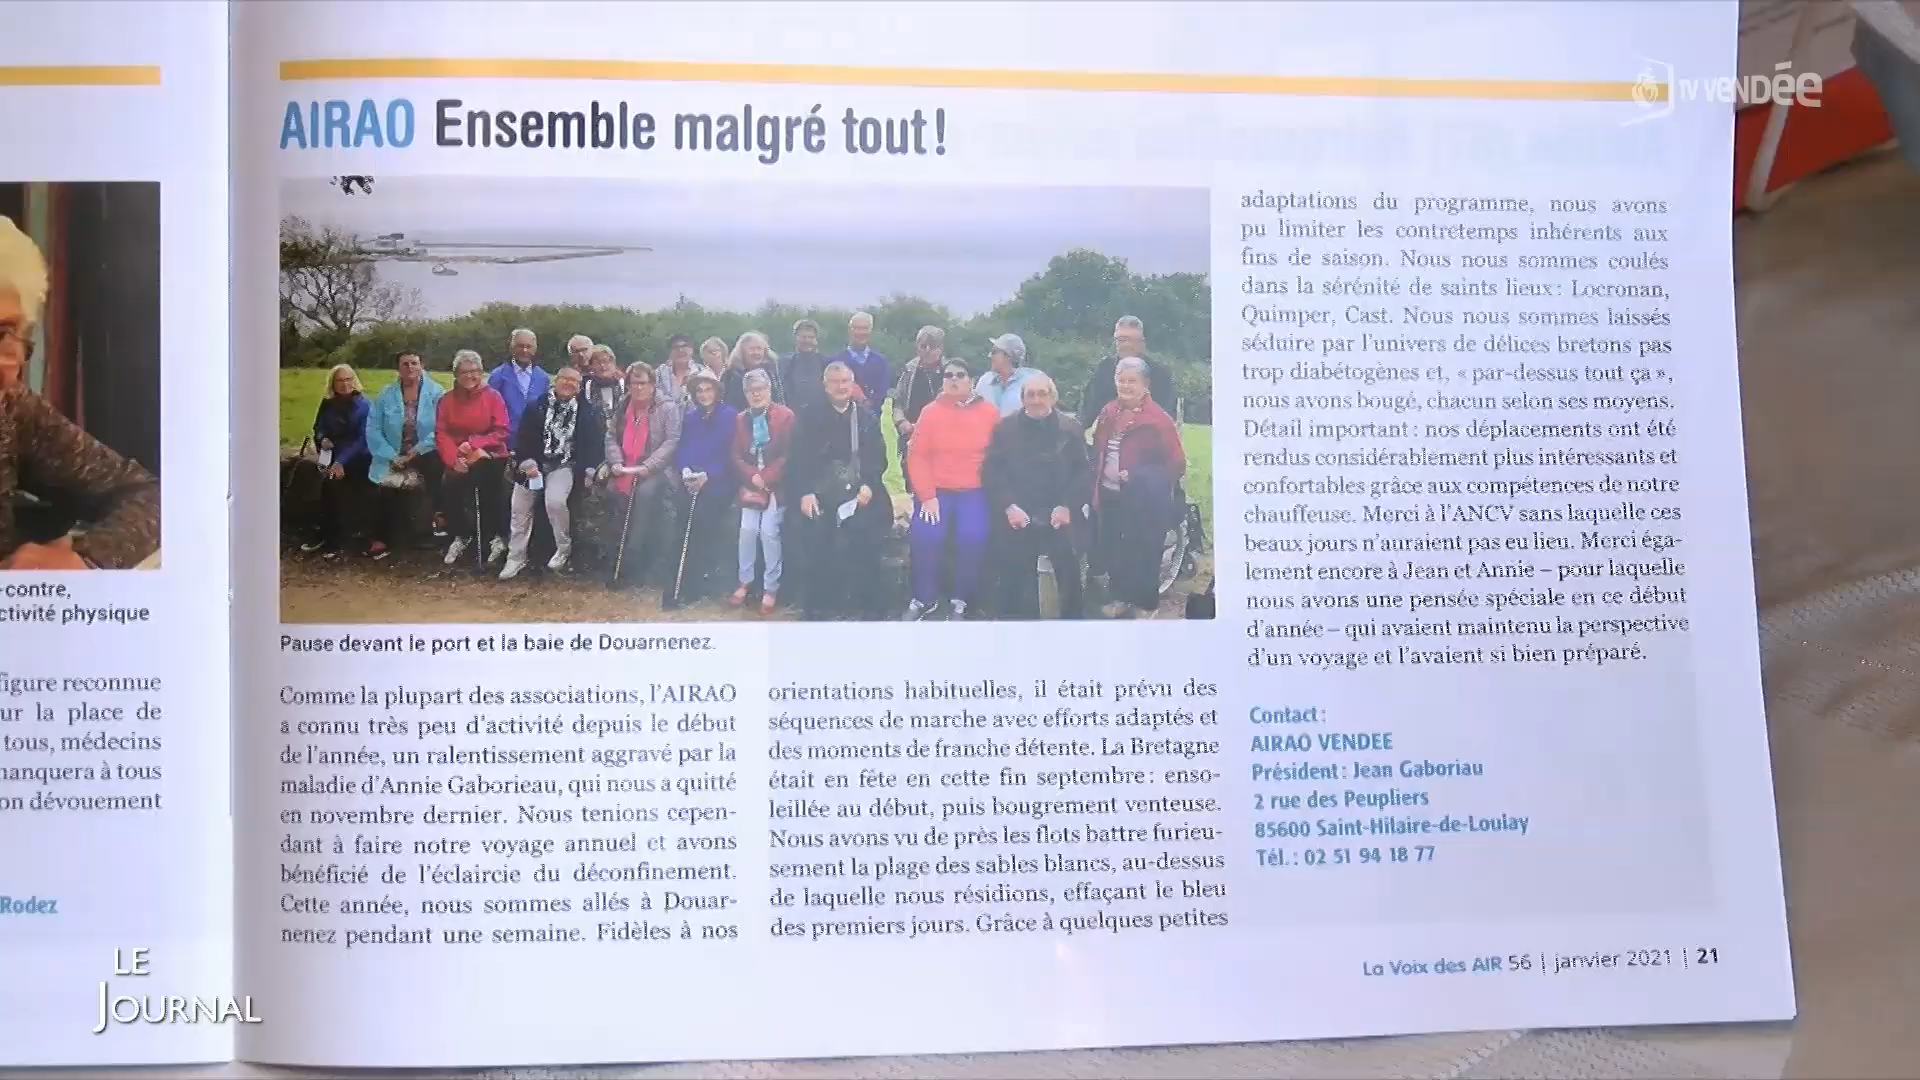 TV VENDÉE
-contre,
ctivité physique
figure reconnue
ur la place de
tous, médecins
manquera à tous
on dévouement
Rodez
AIRAO Ensemble malgré tout !
Pause devant le port et la baie de Douarnenez.
Comme la plupart des associations, l'AIRAO
a connu très peu d'activité depuis le début
de l'année, un ralentissement aggravé par la
maladie d'Annie Gaborieau, qui nous a quitté
en novembre dernier. Nous tenions cepen-
dant à faire notre voyage annuel et avons
bénéficié de l'éclaircie du déconfinement.
Cette année, nous sommes allés à Douar-
nenez pendant une semaine. Fidèles à nos
orientations habituelles, il était prévu des
séquences de marche avec efforts adaptés et
des moments de franche détente. La Bretagne
était en fête en cette fin septembre : enso-
leillée au début, puis bougrement venteuse.
Nous avons vu de près les flots battre furieu-
sement la plage des sables blancs, au-dessus
de laquelle nous résidions, effaçant le bleu
des premiers jours. Grâce à quelques petites
adaptations du programme, nous avons
pu limiter les contretemps inhérents aux
fins de saison. Nous nous sommes coulés
dans la sérénité de saints lieux : Locronan,
Quimper, Cast. Nous nous sommes laissés
séduire par l'univers de délices bretons pas
trop diabétogènes et, « par-dessus tout ça »,
nous avons bougé, chacun selon ses moyens.
Détail important : nos déplacements ont été
rendus considérablement plus intéressants et
confortables grâce aux compétences de notre
chauffeuse. Merci à l'ANCV sans laquelle ces
beaux jours n'auraient pas eu lieu. Merci éga-
lement encore à Jean et Annie – pour laquelle
nous avons une pensée spéciale en ce début
d'année – qui avaient maintenu la perspective
d'un voyage et l'avaient si bien préparé.
Contact :
AIRAO VENDEE
Président : Jean Gaboriau
2 rue des Peupliers
85600 Saint-Hilaire-de-Loulay
Tél. : 02 51 94 18 77
La Voix des AIR 56 | janvier 2021 | 21
LE
JOURNAL